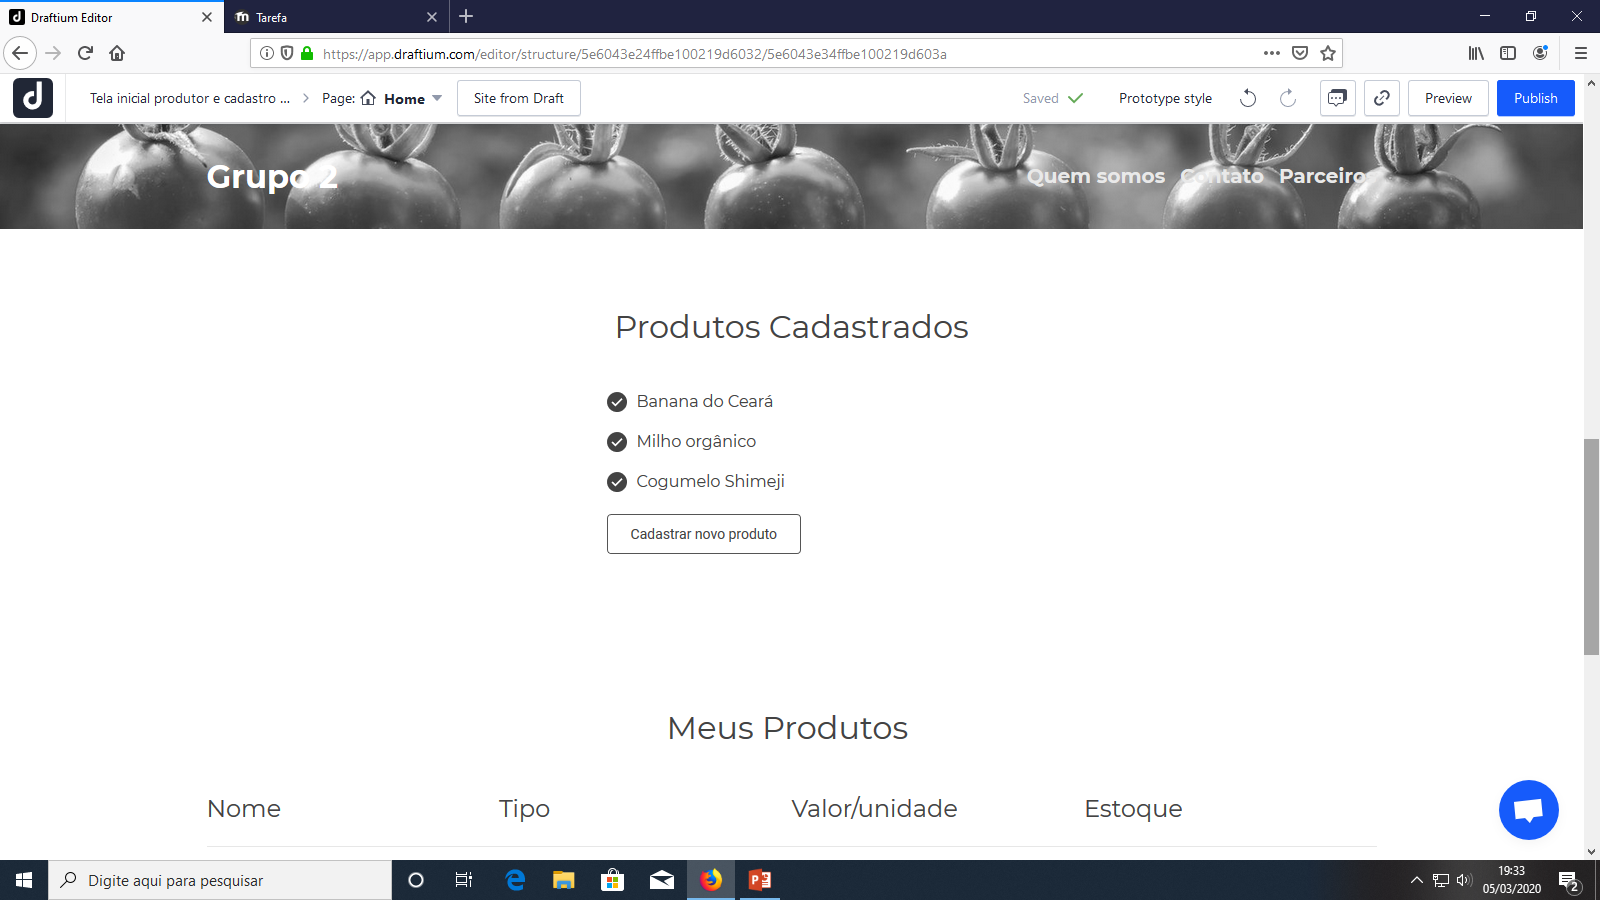 Draftium Editor
Tarefa
https://app.draftium.com/editor/structure/5e6043e24ffbe100219d6032/5e6043e34ffbe100219d603a
Tela inicial produtor e cadastro ... > Page: Home
Site from Draft
Saved
Prototype style
Preview
Publish
Grupo 2
Quem somos Contato Parceiros
Produtos Cadastrados
Banana do Ceará
Milho orgânico
Cogumelo Shimeji
Cadastrar novo produto
Meus Produtos
Nome Tipo Valor/unidade Estoque
Digite aqui para pesquisar
19:33
05/03/2020
2